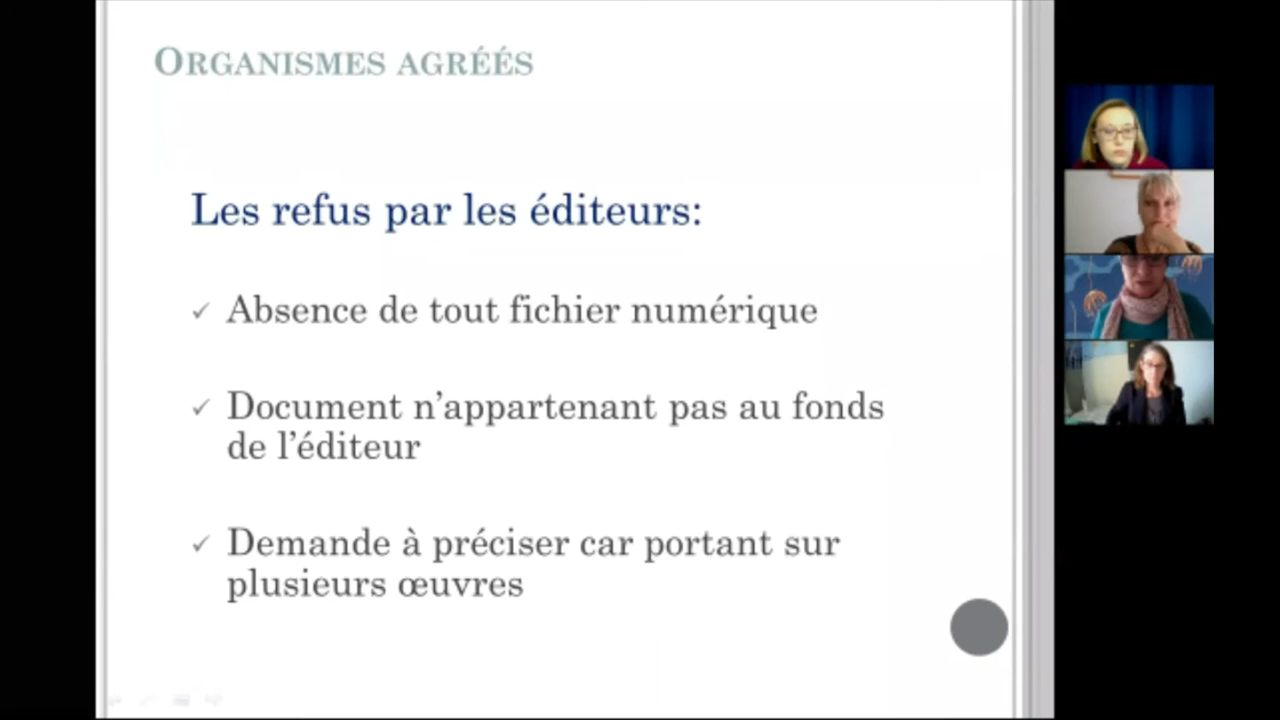 ORGANISMES AGRÉÉS
Les refus par les éditeurs:
✓ Absence de tout fichier numérique
✓ Document n'appartenant pas au fonds
de l'éditeur
✓ Demande à préciser car portant sur
plusieurs œuvres